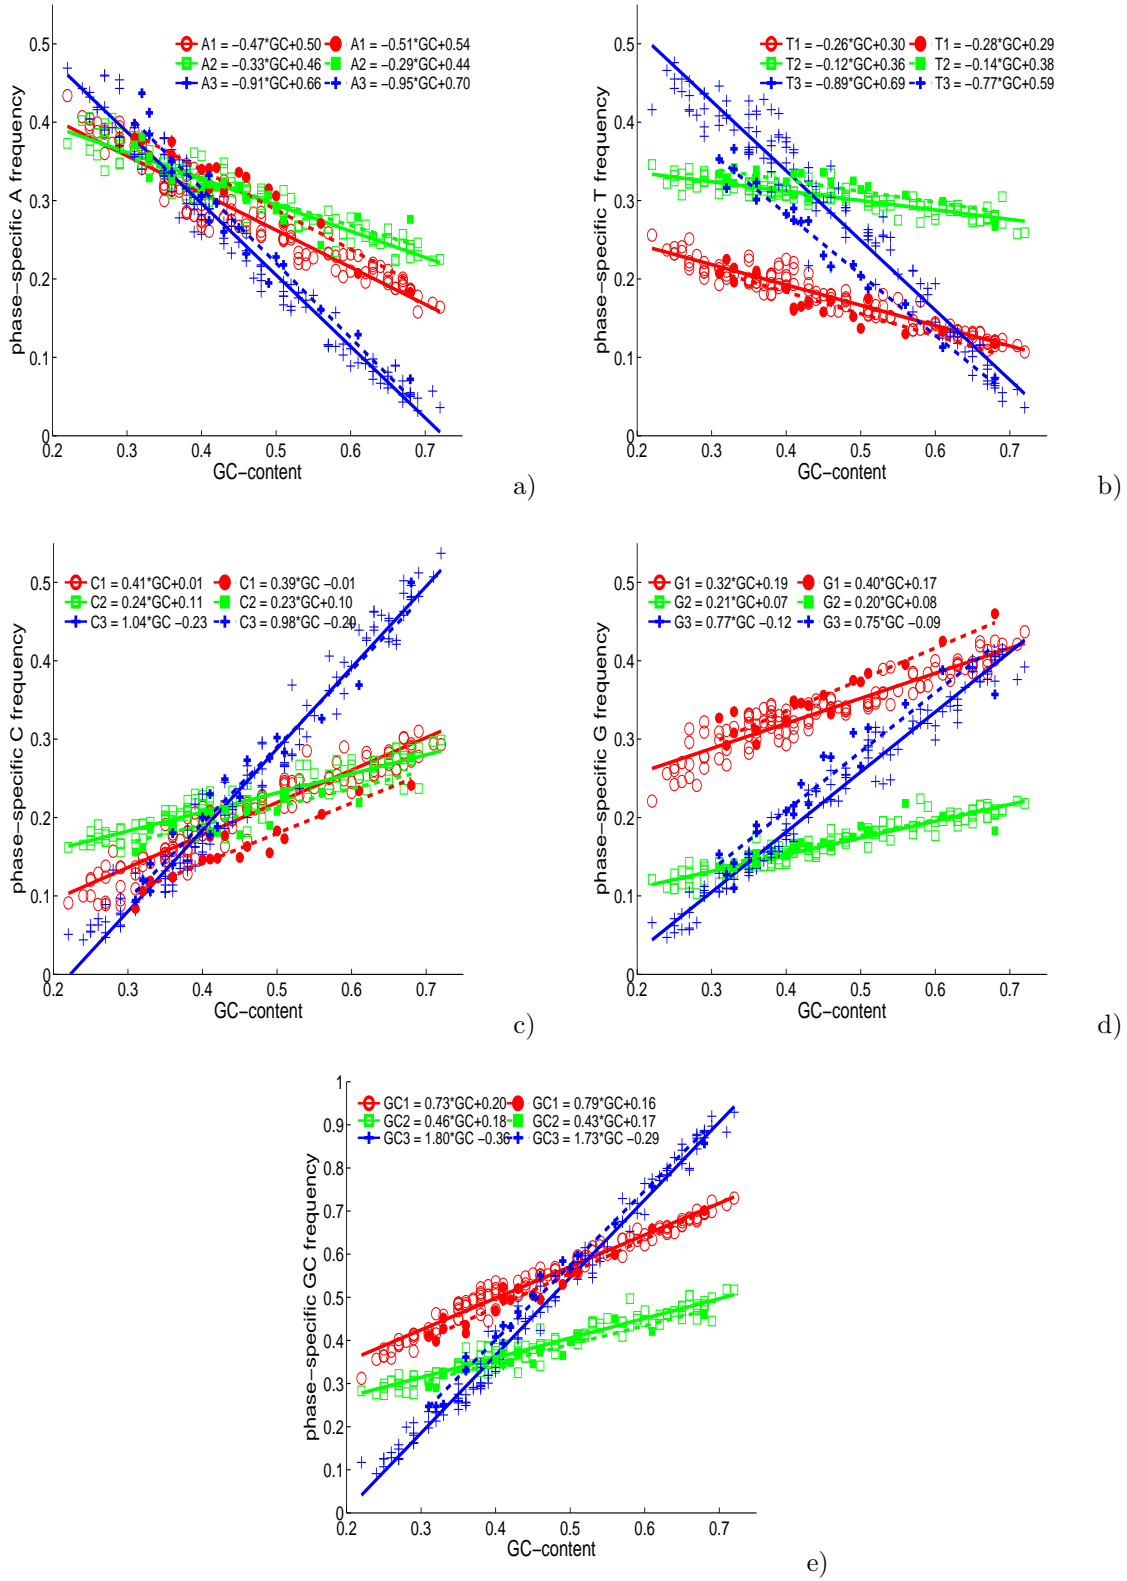 A1 = −0.47*GC+0.50 A1 = −0.51*GC+0.54
A2 = −0.33*GC+0.46 A2 = −0.29*GC+0.44
A3 = −0.91*GC+0.66 A3 = −0.95*GC+0.70
phase−specific A frequency
0.5
0.4
0.3
0.2
0.1
0
0.2 0.3 0.4 0.5 0.6 0.7
GC−content
a)
T1 = −0.26*GC+0.30 T1 = −0.28*GC+0.29
T2 = −0.12*GC+0.36 T2 = −0.14*GC+0.38
T3 = −0.89*GC+0.69 T3 = −0.77*GC+0.59
phase−specific T frequency
0.5
0.4
0.3
0.2
0.1
0
0.2 0.3 0.4 0.5 0.6 0.7
GC−content
b)
C1 = 0.41*GC+0.01 C1 = 0.39*GC −0.01
C2 = 0.24*GC+0.11 C2 = 0.23*GC+0.10
C3 = 1.04*GC −0.23 C3 = 0.98*GC −0.20
phase−specific C frequency
0.5
0.4
0.3
0.2
0.1
0
0.2 0.3 0.4 0.5 0.6 0.7
GC−content
c)
G1 = 0.32*GC+0.19 G1 = 0.40*GC+0.17
G2 = 0.21*GC+0.07 G2 = 0.20*GC+0.08
G3 = 0.77*GC −0.12 G3 = 0.75*GC −0.09
phase−specific G frequency
0.5
0.4
0.3
0.2
0.1
0
0.2 0.3 0.4 0.5 0.6 0.7
GC−content
d)
GC1 = 0.73*GC+0.20 GC1 = 0.79*GC+0.16
GC2 = 0.46*GC+0.18 GC2 = 0.43*GC+0.17
GC3 = 1.80*GC −0.36 GC3 = 1.73*GC −0.29
phase−specific GC frequency
1
0.9
0.8
0.7
0.6
0.5
0.4
0.3
0.2
0.1
0
0.2 0.3 0.4 0.5 0.6 0.7
GC−content
e)